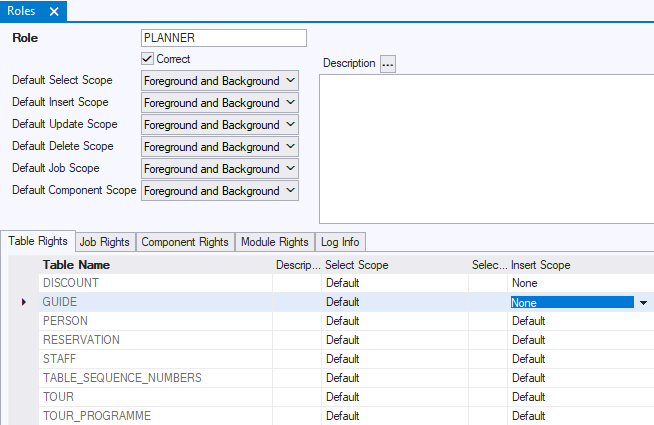 Roles
Role PLANNER
Correct
Description ...
Default Select Scope Foreground and Background
Default Insert Scope Foreground and Background
Default Update Scope Foreground and Background
Default Delete Scope Foreground and Background
Default Job Scope Foreground and Background
Default Component Scope Foreground and Background
Table Rights Job Rights Component Rights Module Rights Log Info
Table Name Descrip... Select Scope Selec... Insert Scope
DISCOUNT Default None
GUIDE Default None
PERSON Default Default
RESERVATION Default Default
STAFF Default Default
TABLE_SEQUENCE_NUMBERS Default Default
TOUR Default Default
TOUR_PROGRAMME Default Default